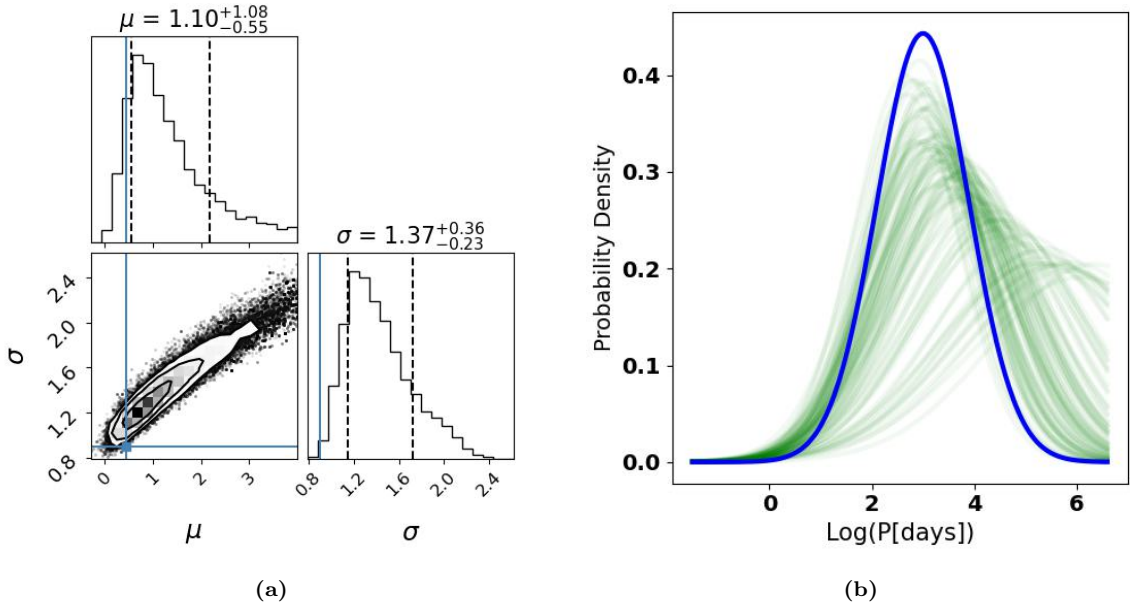 μ = 1.10+1.08−0.55
σ = 1.37+0.36−0.23
2.4
2.0
1.6
1.2
0.8
σ
0 1 2 3
μ
0.8 1.2 1.6 2.0 2.4
σ
(a)
0.4
0.3
0.2
0.1
0.0
Probability Density
0 2 4 6
Log(P[days])
(b)